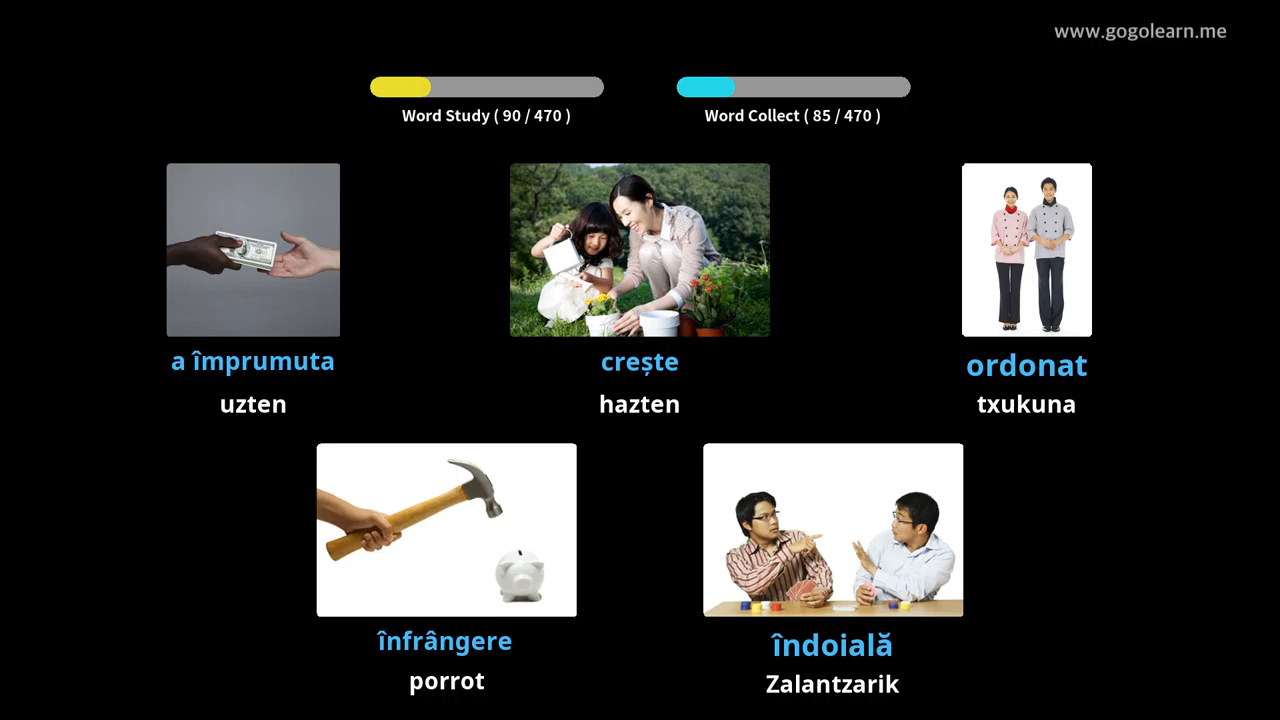 www.gogolearn.me
Word Study ( 90 / 470 )
Word Collect ( 85 / 470 )
a împrumuta
uzten
crește
hazten
ordonat
txukuna
înfrângere
porrot
îndoială
Zalantzarik